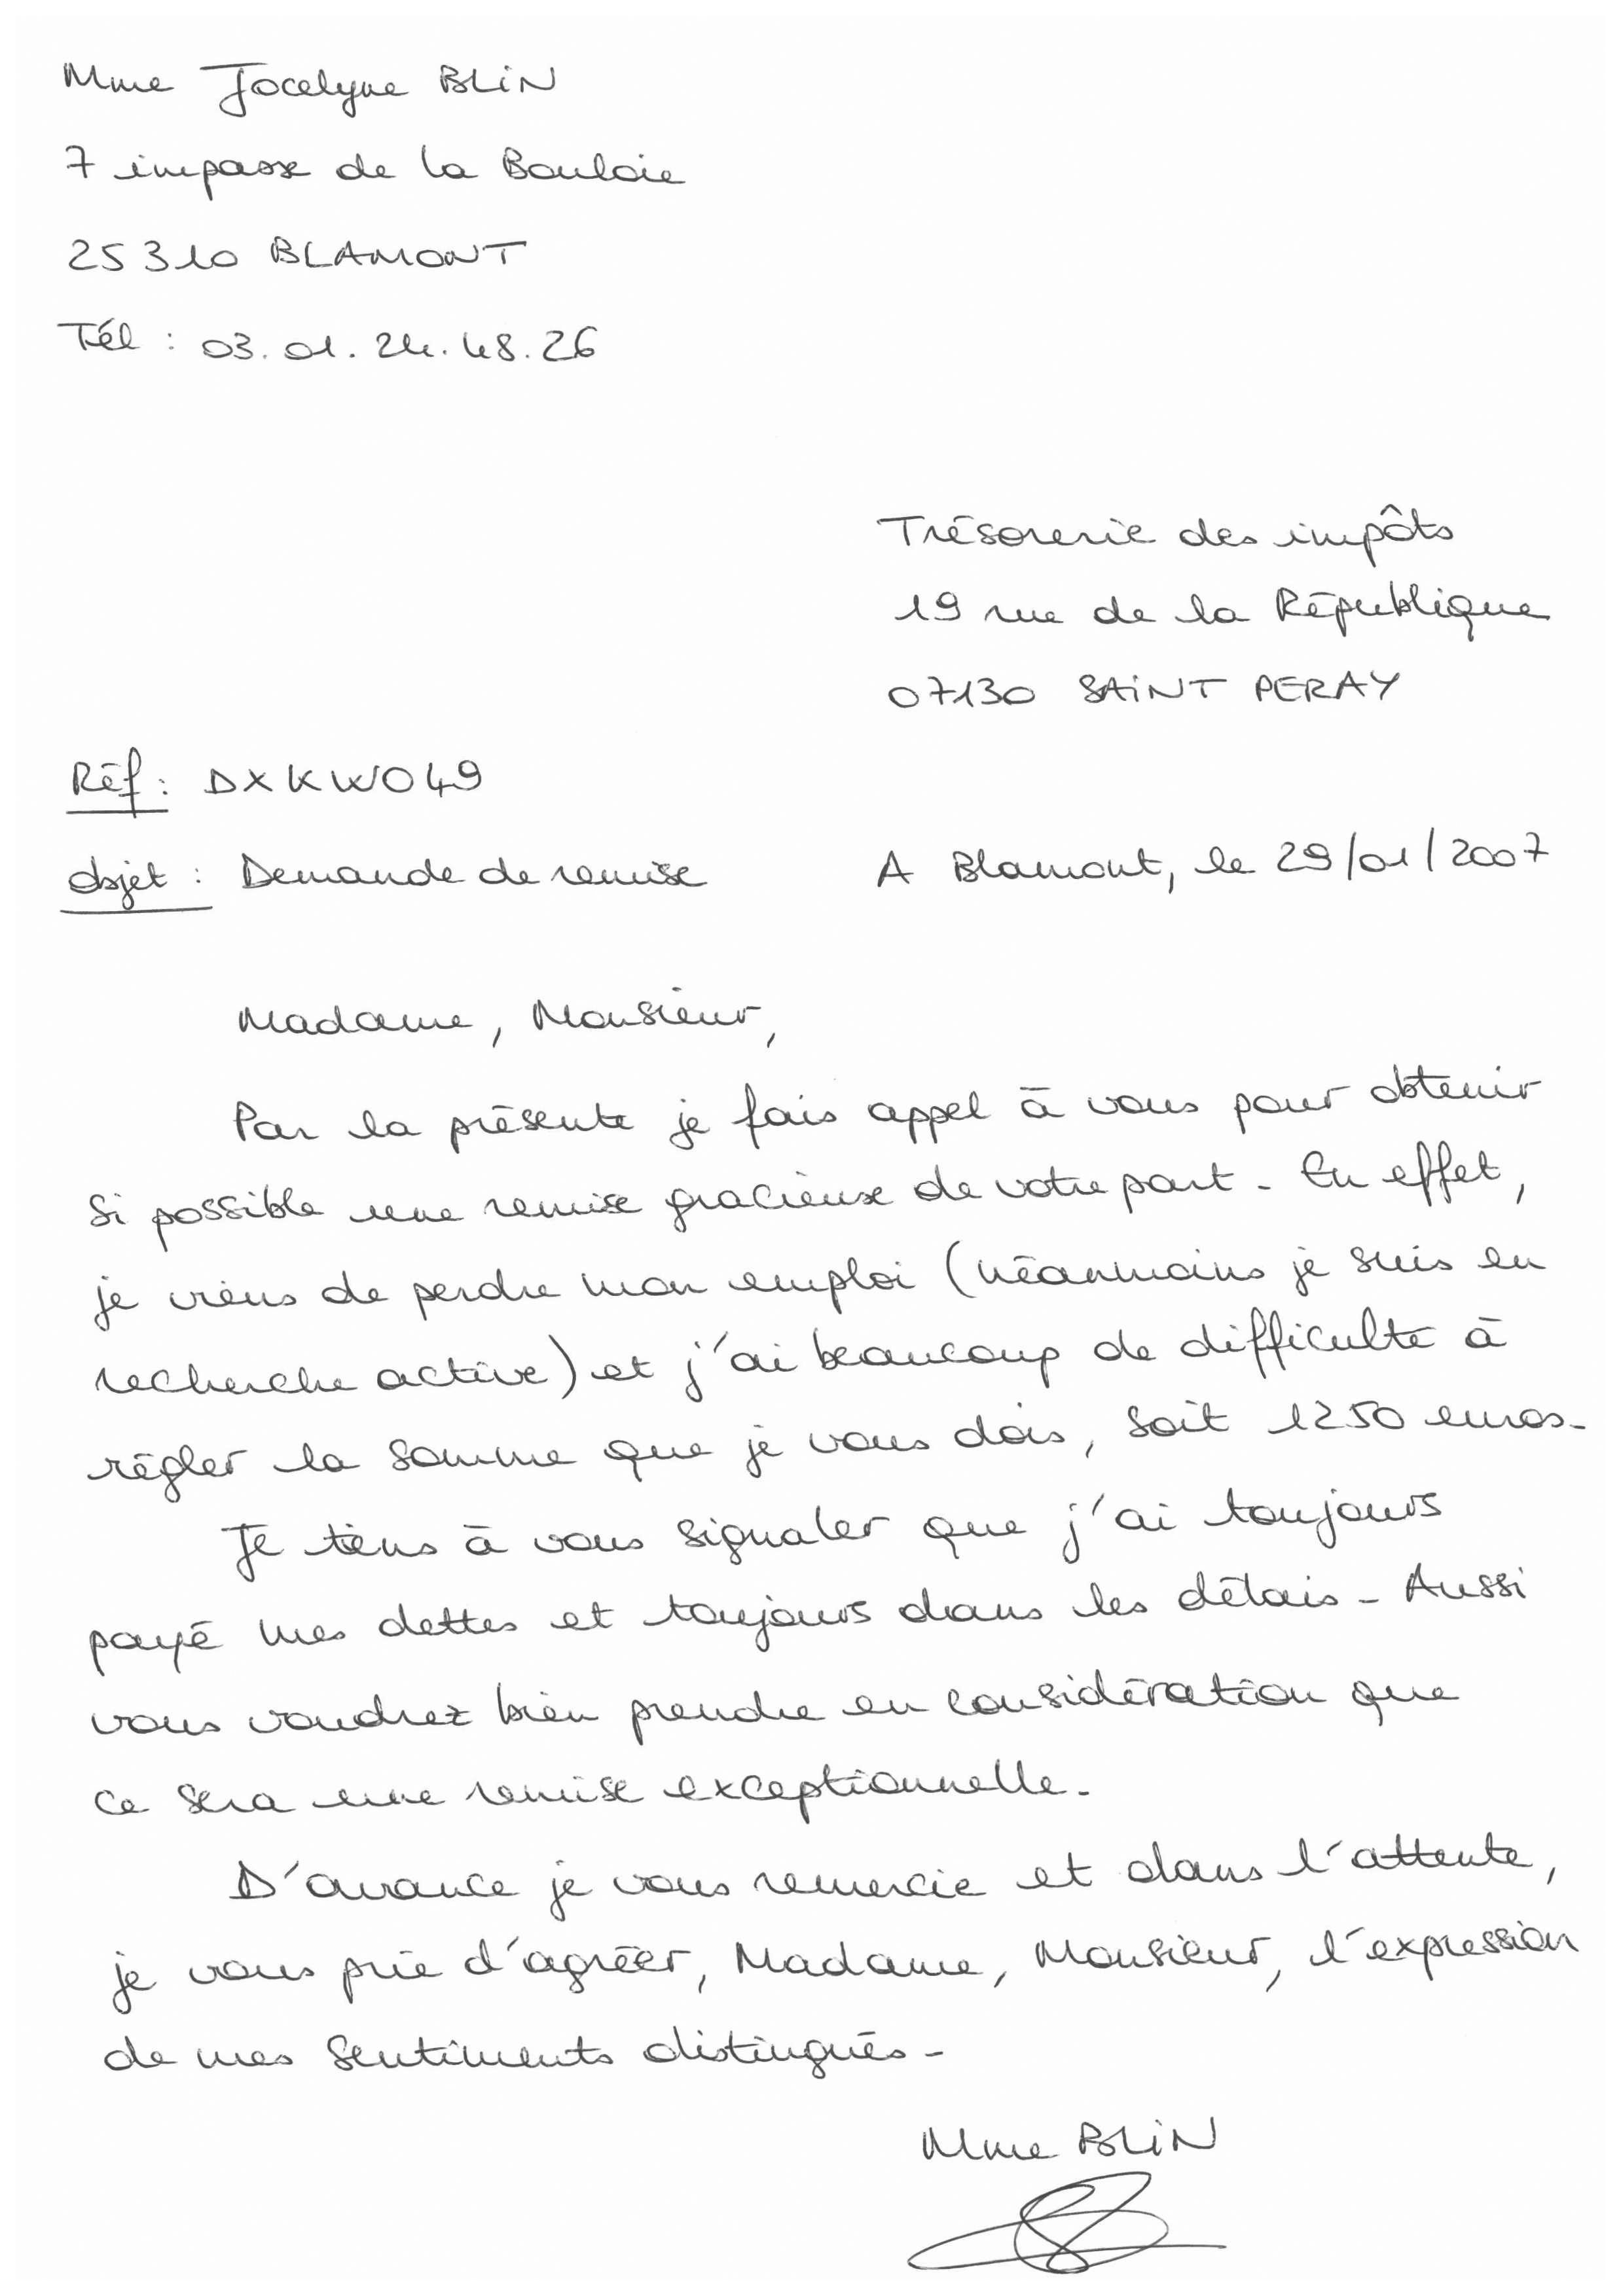 Mme Jocelyne BLIN
7 impasse de la Bouloie
25310 BLAMONT
Tél : 03.01.24.48.26
Trésorerie des impôts
19 rue de la République
07130 SAINT PERAY
Réf : DXKWO49
objet : Demande de remise
A Blamont, le 29/01/2007
Madame, Monsieur,
Par la présente je fais appel à vous pour obtenir
si possible une remise gracieuse de votre part. En effet,
je viens de perdre mon emploi (néanmoins je suis en
recherche active) et j'ai beaucoup de difficulté à
régler la somme que je vous dois, soit 1250 euros.
Je tiens à vous signaler que j'ai toujours
payé mes dettes et toujours dans les délais. Aussi
vous voudrez bien prendre en considération que
ce sera une remise exceptionnelle.
D'avance je vous remercie et dans l'attente,
je vous prie d'agréer, Madame, Monsieur, l'expression
de mes sentiments distingués.
Mme BLIN